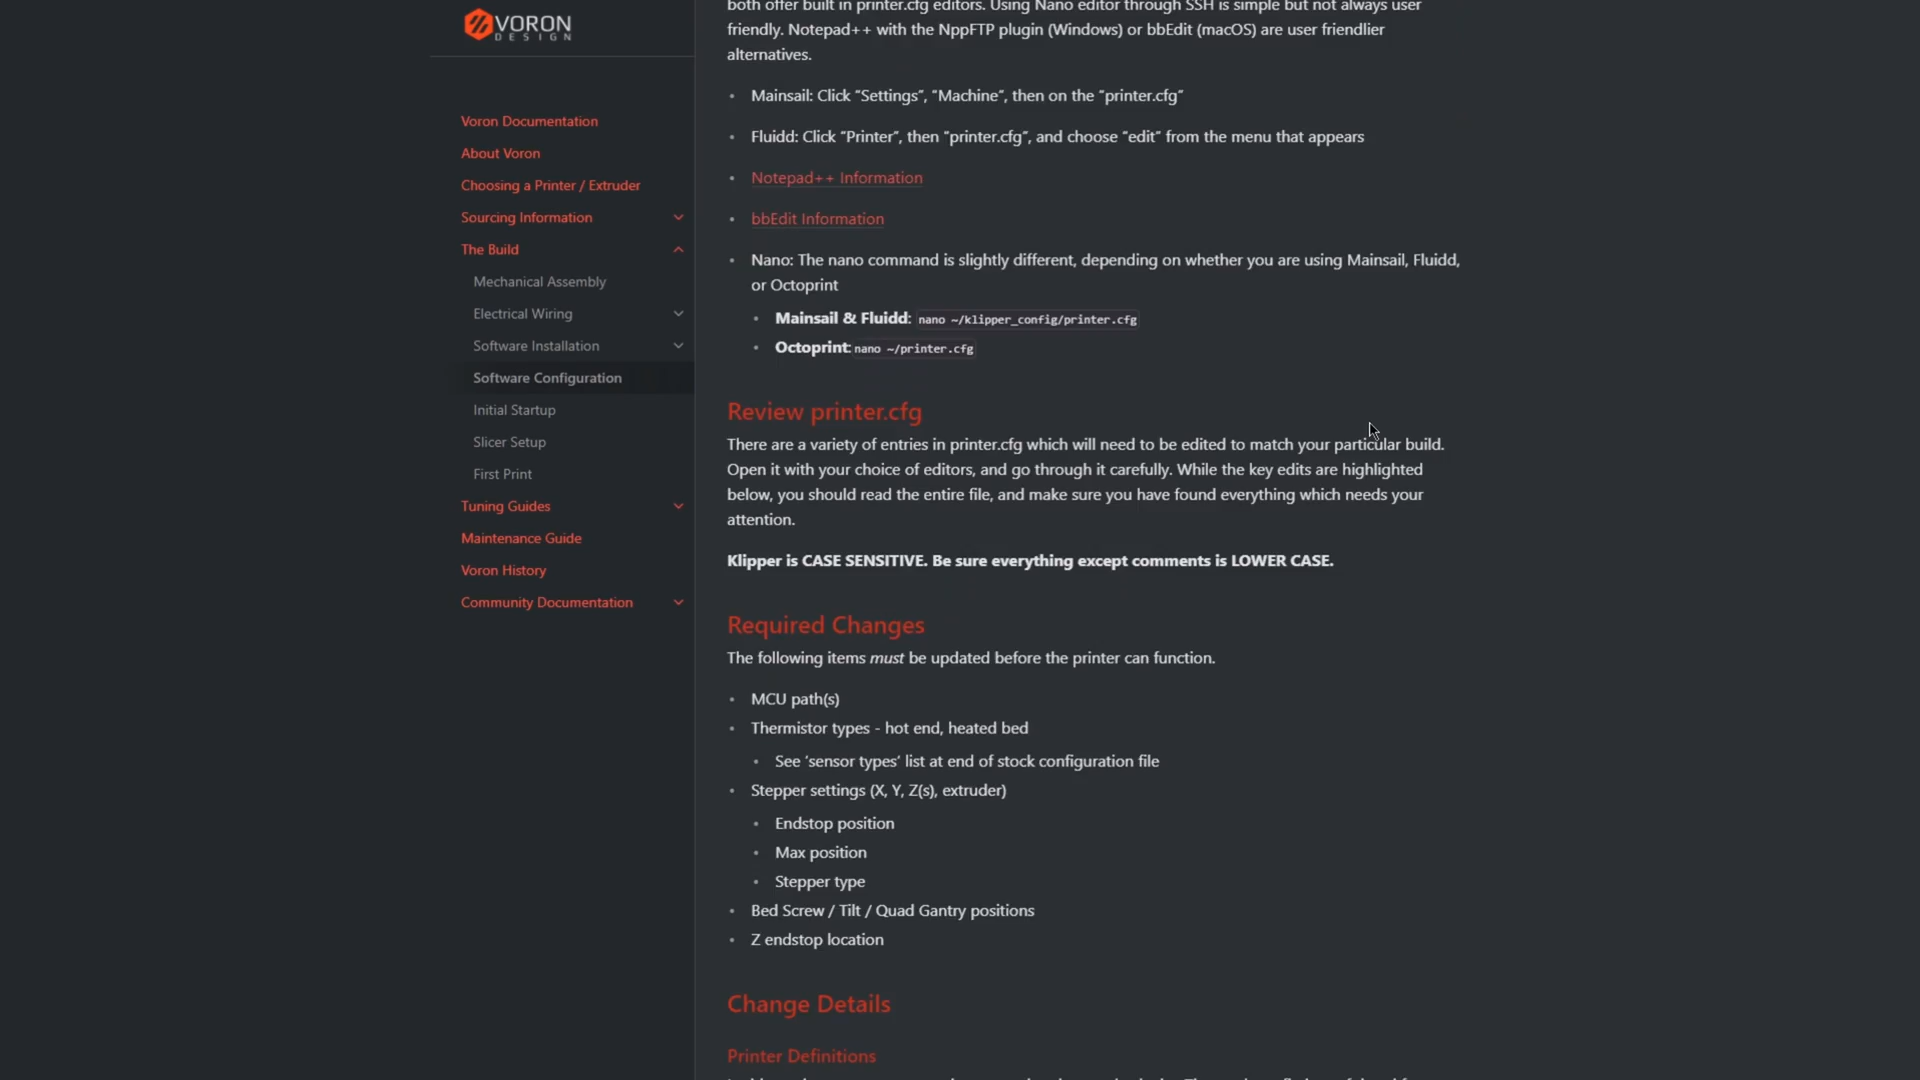 VORON
DESIGN
Voron Documentation
About Voron
Choosing a Printer / Extruder
Sourcing Information
The Build
Mechanical Assembly
Electrical Wiring
Software Installation
Software Configuration
Initial Startup
Slicer Setup
First Print
Tuning Guides
Maintenance Guide
Voron History
Community Documentation
both offer built in printer.cfg editors. Using Nano editor through SSH is simple but not always user
friendly. Notepad++ with the NppFTP plugin (Windows) or bbEdit (macOS) are user friendlier
alternatives.
Mainsail: Click “Settings”, “Machine”, then on the “printer.cfg”
Fluidd: Click “Printer”, then “printer.cfg”, and choose “edit” from the menu that appears
Notepad++ Information
bbEdit Information
Nano: The nano command is slightly different, depending on whether you are using Mainsail, Fluidd,
or Octoprint
Mainsail & Fluidd: nano ~/klipper_config/printer.cfg
Octoprint: nano ~/printer.cfg
Review printer.cfg
There are a variety of entries in printer.cfg which will need to be edited to match your particular build.
Open it with your choice of editors, and go through it carefully. While the key edits are highlighted
below, you should read the entire file, and make sure you have found everything which needs your
attention.
Klipper is CASE SENSITIVE. Be sure everything except comments is LOWER CASE.
Required Changes
The following items must be updated before the printer can function.
MCU path(s)
Thermistor types - hot end, heated bed
See ‘sensor types’ list at end of stock configuration file
Stepper settings (X, Y, Z(s), extruder)
Endstop position
Max position
Stepper type
Bed Screw / Tilt / Quad Gantry positions
Z endstop location
Change Details
Printer Definitions